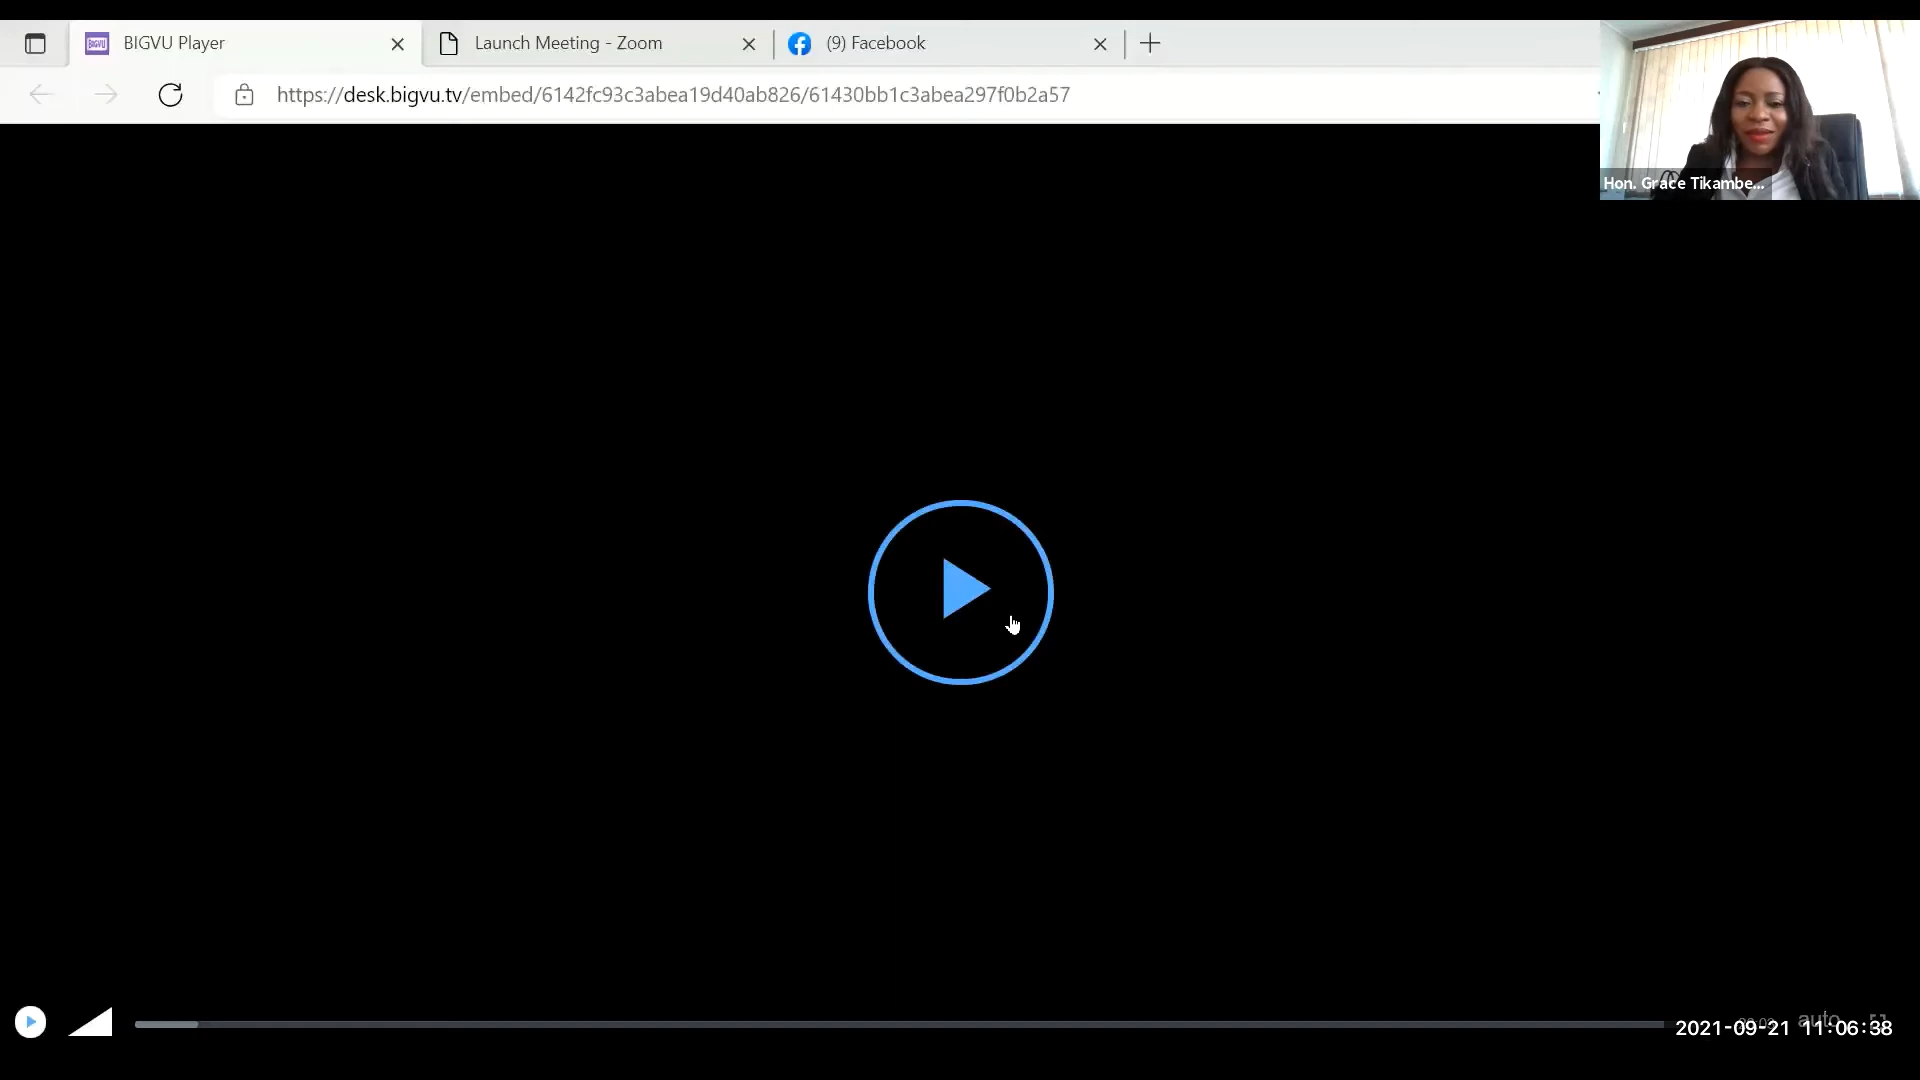 BIGVU Player
Launch Meeting - Zoom
(9) Facebook
https://desk.bigvu.tv/embed/6142fc93c3abea19d40ab826/61430bb1c3abea297f0b2a57
Hon. Grace Tikambe...
auto
2021-09-21 11:06:38